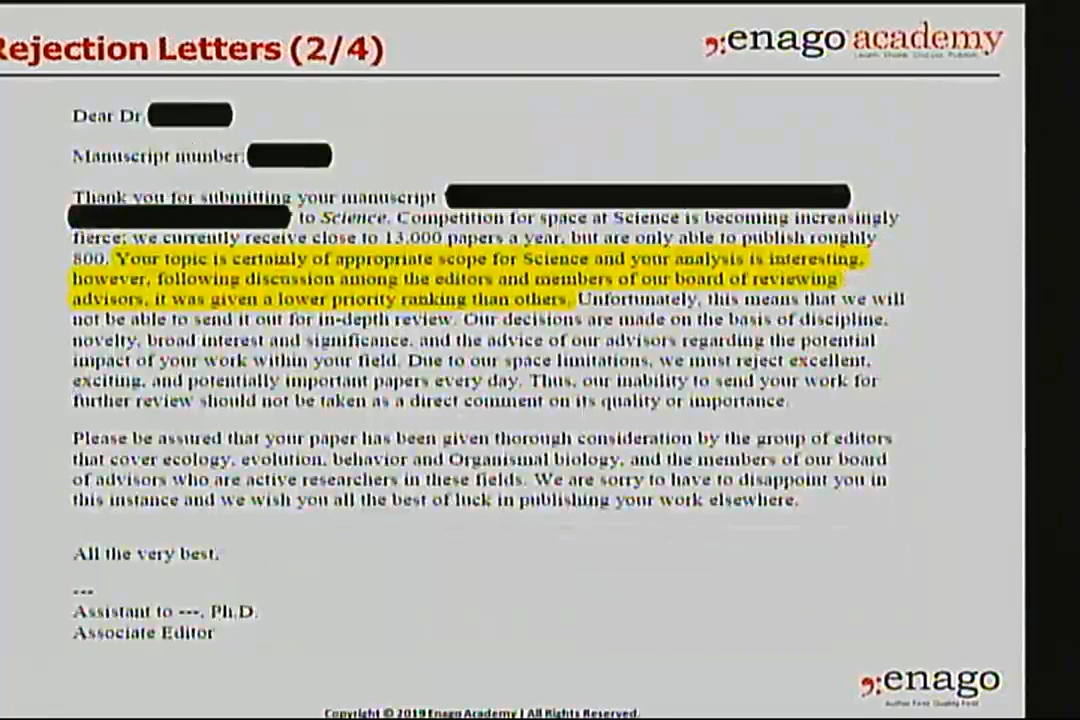 Rejection Letters (2/4)
enago academy
Dear Dr.
Manuscript number:
Thank you for submitting your manuscript
to Science. Competition for space at Science is becoming increasingly
fierce; we currently receive close to 13,000 papers a year, but are only able to publish roughly
800. Your topic is certainly of appropriate scope for Science and your analysis is interesting,
however, following discussion among the editors and members of our board of reviewing
advisors, it was given a lower priority ranking than others. Unfortunately, this means that we will
not be able to send it out for in-depth review. Our decisions are made on the basis of discipline,
novelty, broad interest and significance, and the advice of our advisors regarding the potential
impact of your work within your field. Due to our space limitations, we must reject excellent,
exciting, and potentially important papers every day. Thus, our inability to send your work for
further review should not be taken as a direct comment on its quality or importance.
Please be assured that your paper has been given thorough consideration by the group of editors
that cover ecology, evolution, behavior and Organismal biology, and the members of our board
of advisors who are active researchers in these fields. We are sorry to have to disappoint you in
this instance and we wish you all the best of luck in publishing your work elsewhere.
All the very best,
---
Assistant to ---, Ph.D.
Associate Editor
enago
Author First, Quality First
Copyright © 2019 Enago Academy | All Rights Reserved.